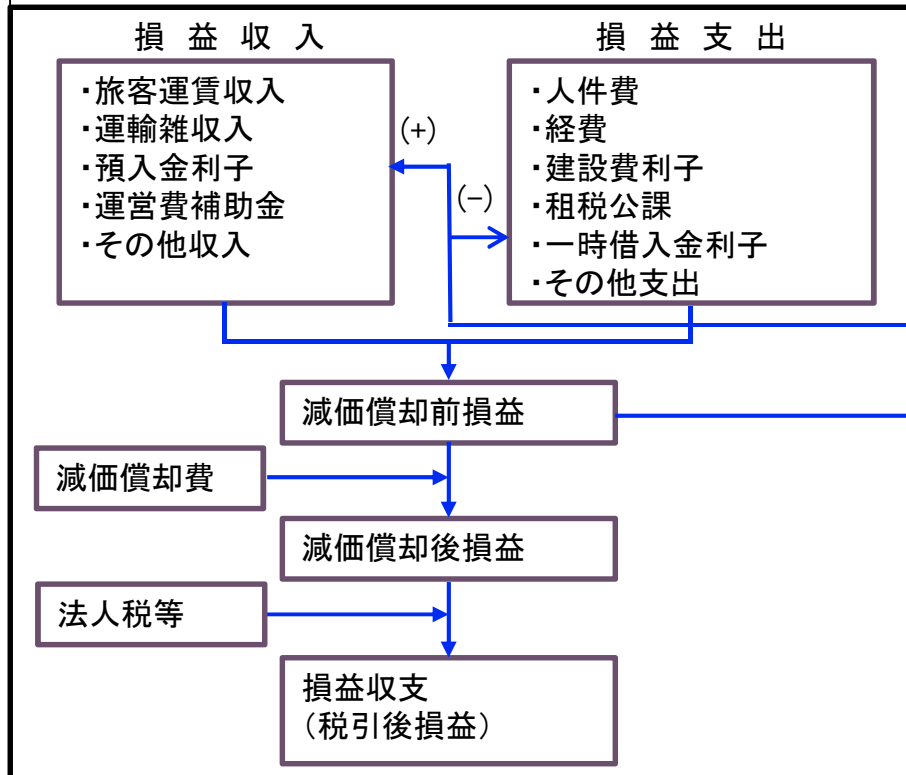 損益収入
・旅客運賃収入
・運輸雑収入
・預入金利子
・運営費補助金
・その他収入
(+)
(−)
損益支出
・人件費
・経費
・建設費利子
・租税公課
・一時借入金利子
・その他支出
減価償却前損益
減価償却費
減価償却後損益
法人税等
損益収支
(税引後損益)